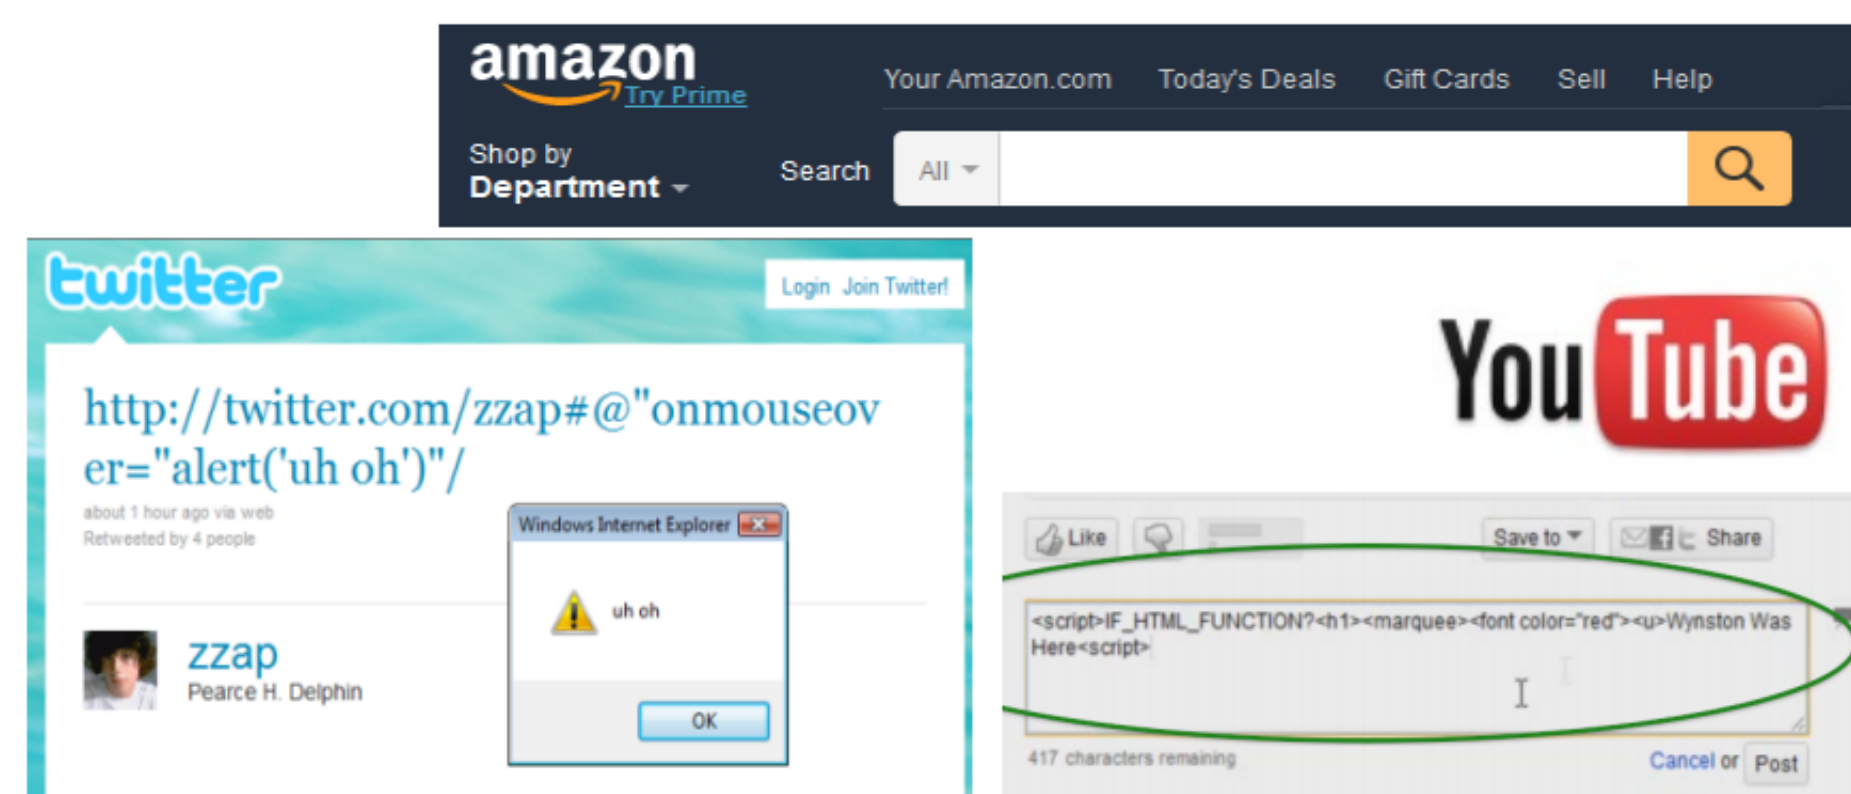 amazon
Try Prime
Your Amazon.com Today's Deals Gift Cards Sell Help
Shop by
Department
Search All
twitter
Login Join Twitter!
http://twitter.com/zzap#@"onmouseov
er="alert('uh oh')"/
about 1 hour ago via web
Retweeted by 4 people
Windows Internet Explorer
uh oh
OK
zzap
Pearce H. Delphin
YouTube
Like Save to Share
<script>IF_HTML_FUNCTION?<h1><marquee><font color="red"><u>Wynston Was
Here<script>
417 characters remaining
Cancel or Post